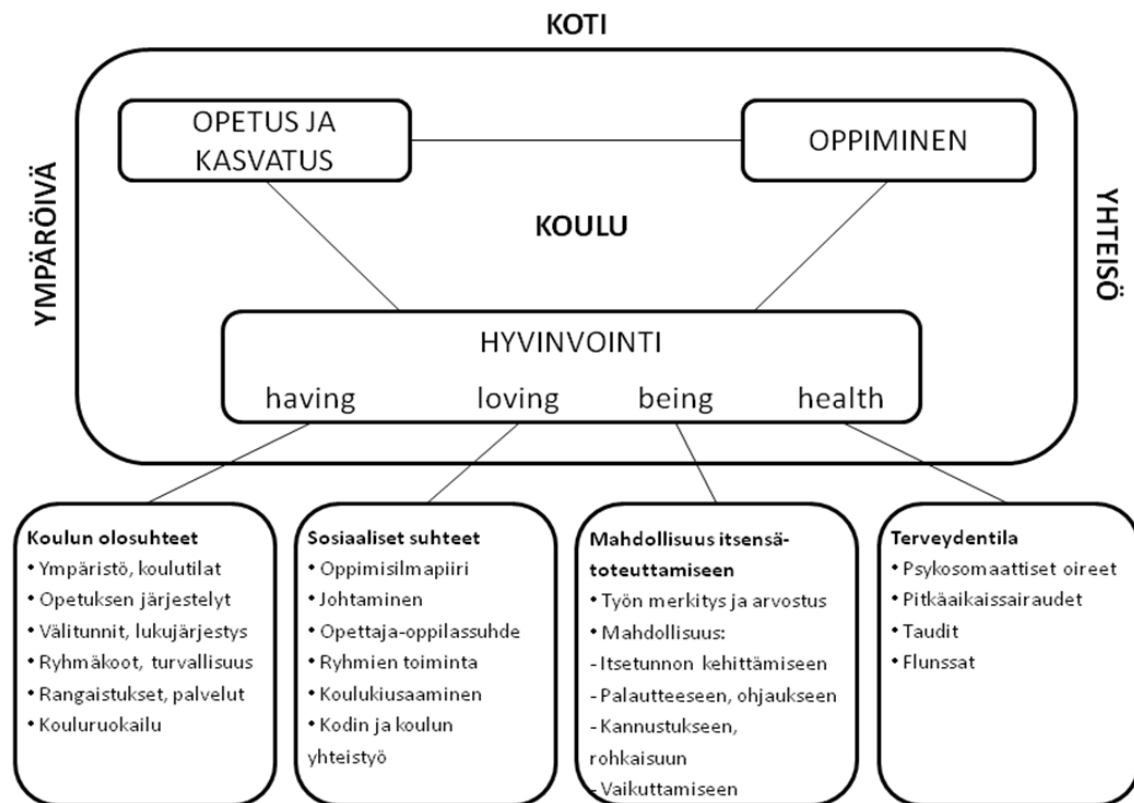 KOTI
OPETUS JA
KASVATUS
OPPIMINEN
YMPÄRÖIVÄ
KOULU
YHTEISÖ
HYVINVOINTI
having loving being health
Koulun olosuhteet
• Ympäristö, koulutilat
• Opetuksen järjestelyt
• Välitunnit, lukujärjestys
• Ryhmäkoot, turvallisuus
• Rangaistukset, palvelut
• Kouluruokailu
Sosiaaliset suhteet
• Oppimisilmapiiri
• Johtaminen
• Opettaja-oppilassuhde
• Ryhmien toiminta
• Koulukiusaaminen
• Kodin ja koulun
yhteistyö
Mahdollisuus itsensä-
toteuttamiseen
• Työn merkitys ja arvostus
• Mahdollisuus:
- Itsetunnon kehittämiseen
- Palautteeseen, ohjaukseen
- Kannustukseen,
rohkaisuun
- Vaikuttamiseen
Terveydentila
• Psykosomaattiset oireet
• Pitkäaikaissairaudet
• Taudit
• Flunssat